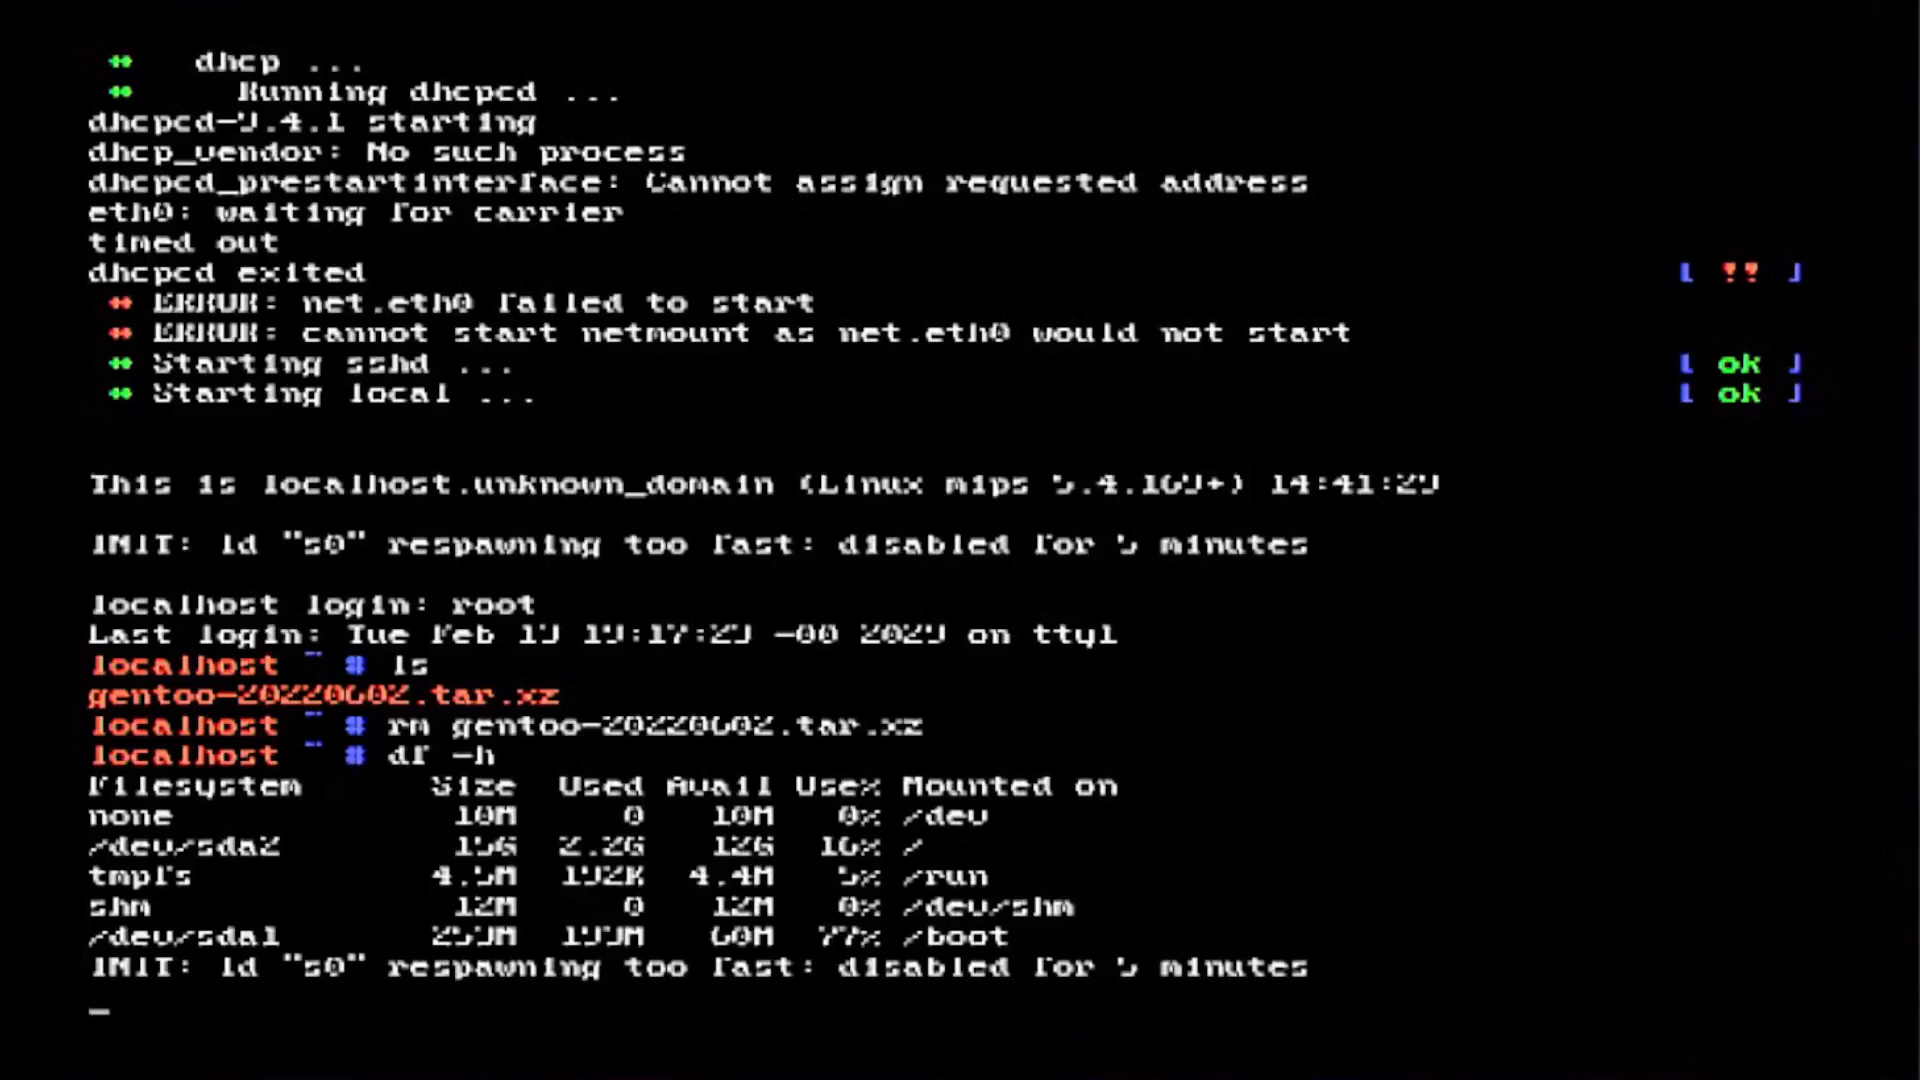 * dhcp ...
* Running dhcpcd ...
dhcpcd-9.4.1 starting
dhcp_vendor: No such process
dhcpcd_prestartinterface: Cannot assign requested address
eth0: waiting for carrier
timed out
dhcpcd exited [ !! ]
* ERROR: net.eth0 failed to start
* ERROR: cannot start netmount as net.eth0 would not start
* Starting sshd ... [ ok ]
* Starting local ... [ ok ]
This is localhost.unknown_domain (Linux mips 5.4.169+) 14:41:29
INIT: Id "s0" respawning too fast: disabled for 5 minutes
localhost login: root
Last login: Tue Feb 19 19:17:29 -00 2029 on tty1
localhost ~ # ls
gentoo-20220602.tar.xz
localhost ~ # rm gentoo-20220602.tar.xz
localhost ~ # df -h
Filesystem Size Used Avail Use% Mounted on
none 10M 0 10M 0% /dev
/dev/sda2 15G 2.2G 12G 16% /
tmpfs 4.5M 192K 4.4M 5% /run
shm 12M 0 12M 0% /dev/shm
/dev/sda1 259M 199M 60M 77% /boot
INIT: Id "s0" respawning too fast: disabled for 5 minutes